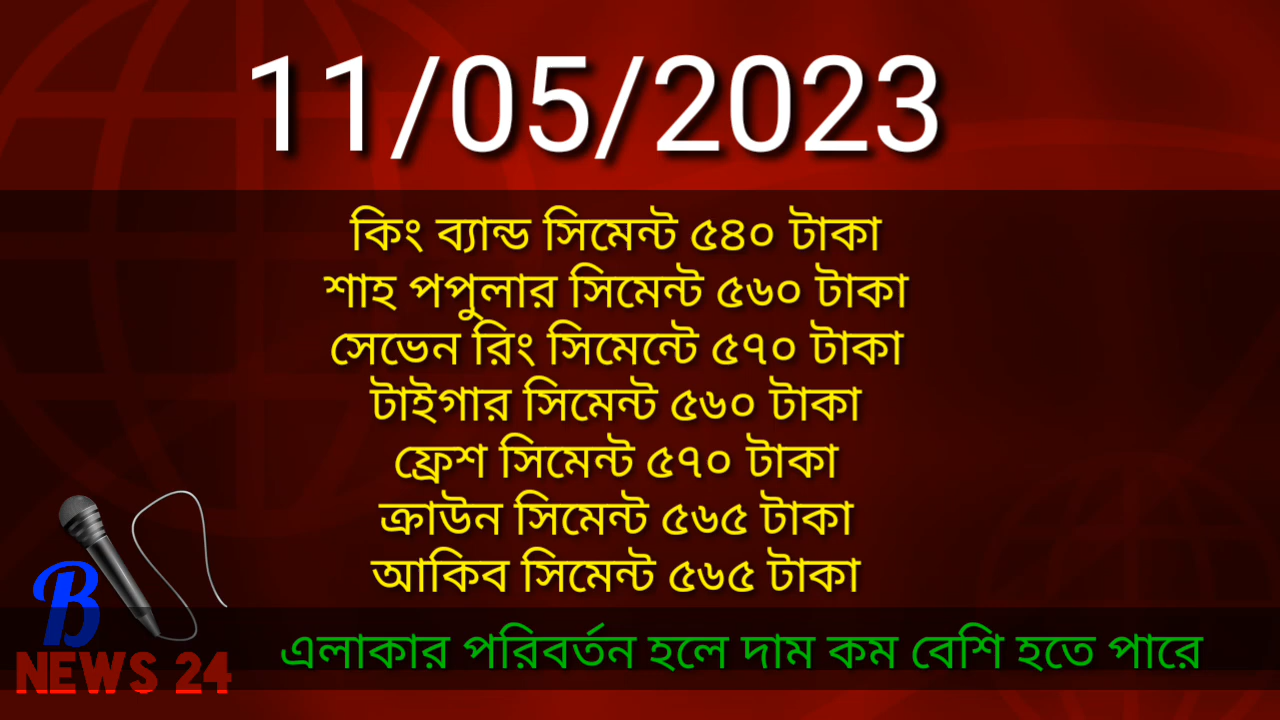 11/05/2023
কিং ব্যান্ড সিমেন্ট ৫৪০ টাকা
শাহ পপুলার সিমেন্ট ৫৬০ টাকা
সেভেন রিং সিমেন্টে ৫৭০ টাকা
টাইগার সিমেন্ট ৫৬০ টাকা
ফ্রেশ সিমেন্ট ৫৭০ টাকা
ক্রাউন সিমেন্ট ৫৬৫ টাকা
আকিব সিমেন্ট ৫৬৫ টাকা
এলাকার পরিবর্তন হলে দাম কম বেশি হতে পারে
B
NEWS 24